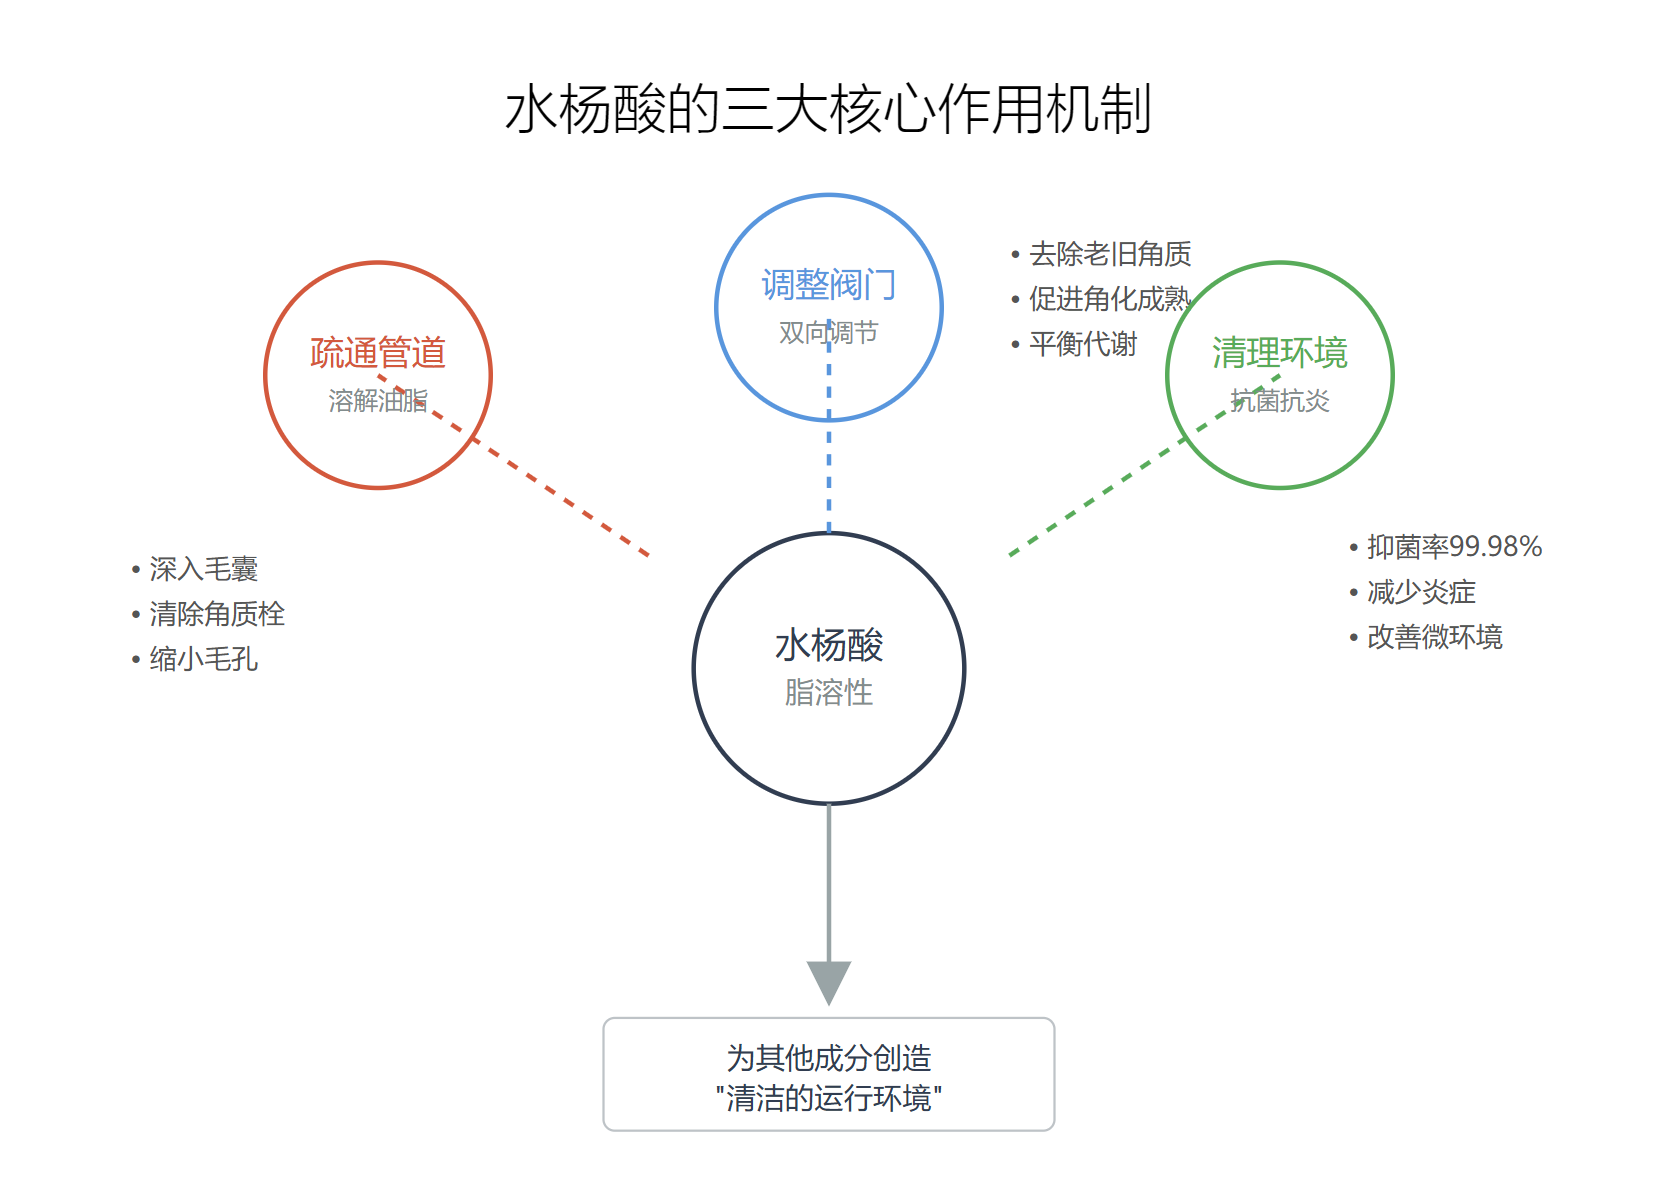 水杨酸的三大核心作用机制
疏通管道
溶解油脂
• 深入毛囊
• 清除角质栓
• 缩小毛孔
调整阀门
双向调节
• 去除老旧角质
• 促进角化成熟
• 平衡代谢
清理环境
抗菌抗炎
• 抑菌率99.98%
• 减少炎症
• 改善微环境
水杨酸
脂溶性
为其他成分创造
"清洁的运行环境"